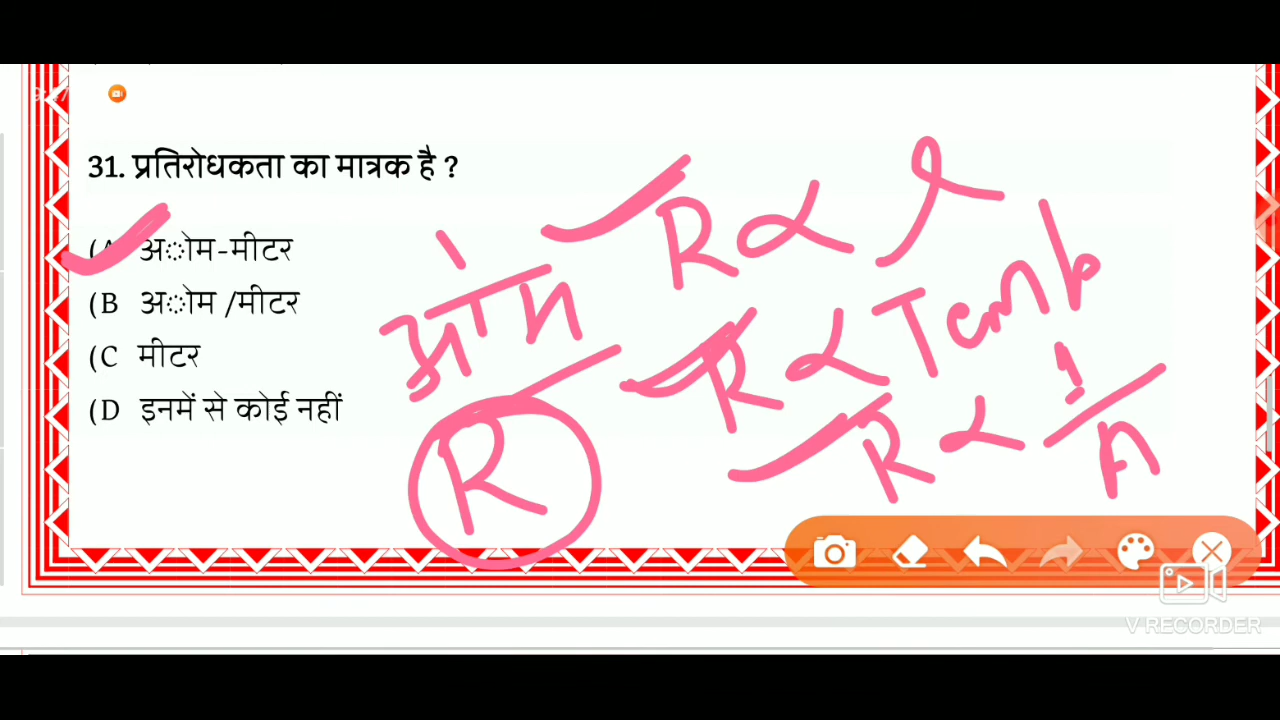 31. प्रतिरोधकता का मात्रक है ?
(A अोम-मीटर
(B अोम /मीटर
(C मीटर
(D इनमें से कोई नहीं
ओम
R
R ∝ l
R ∝ Temp
R ∝ 1/A
V RECORDER